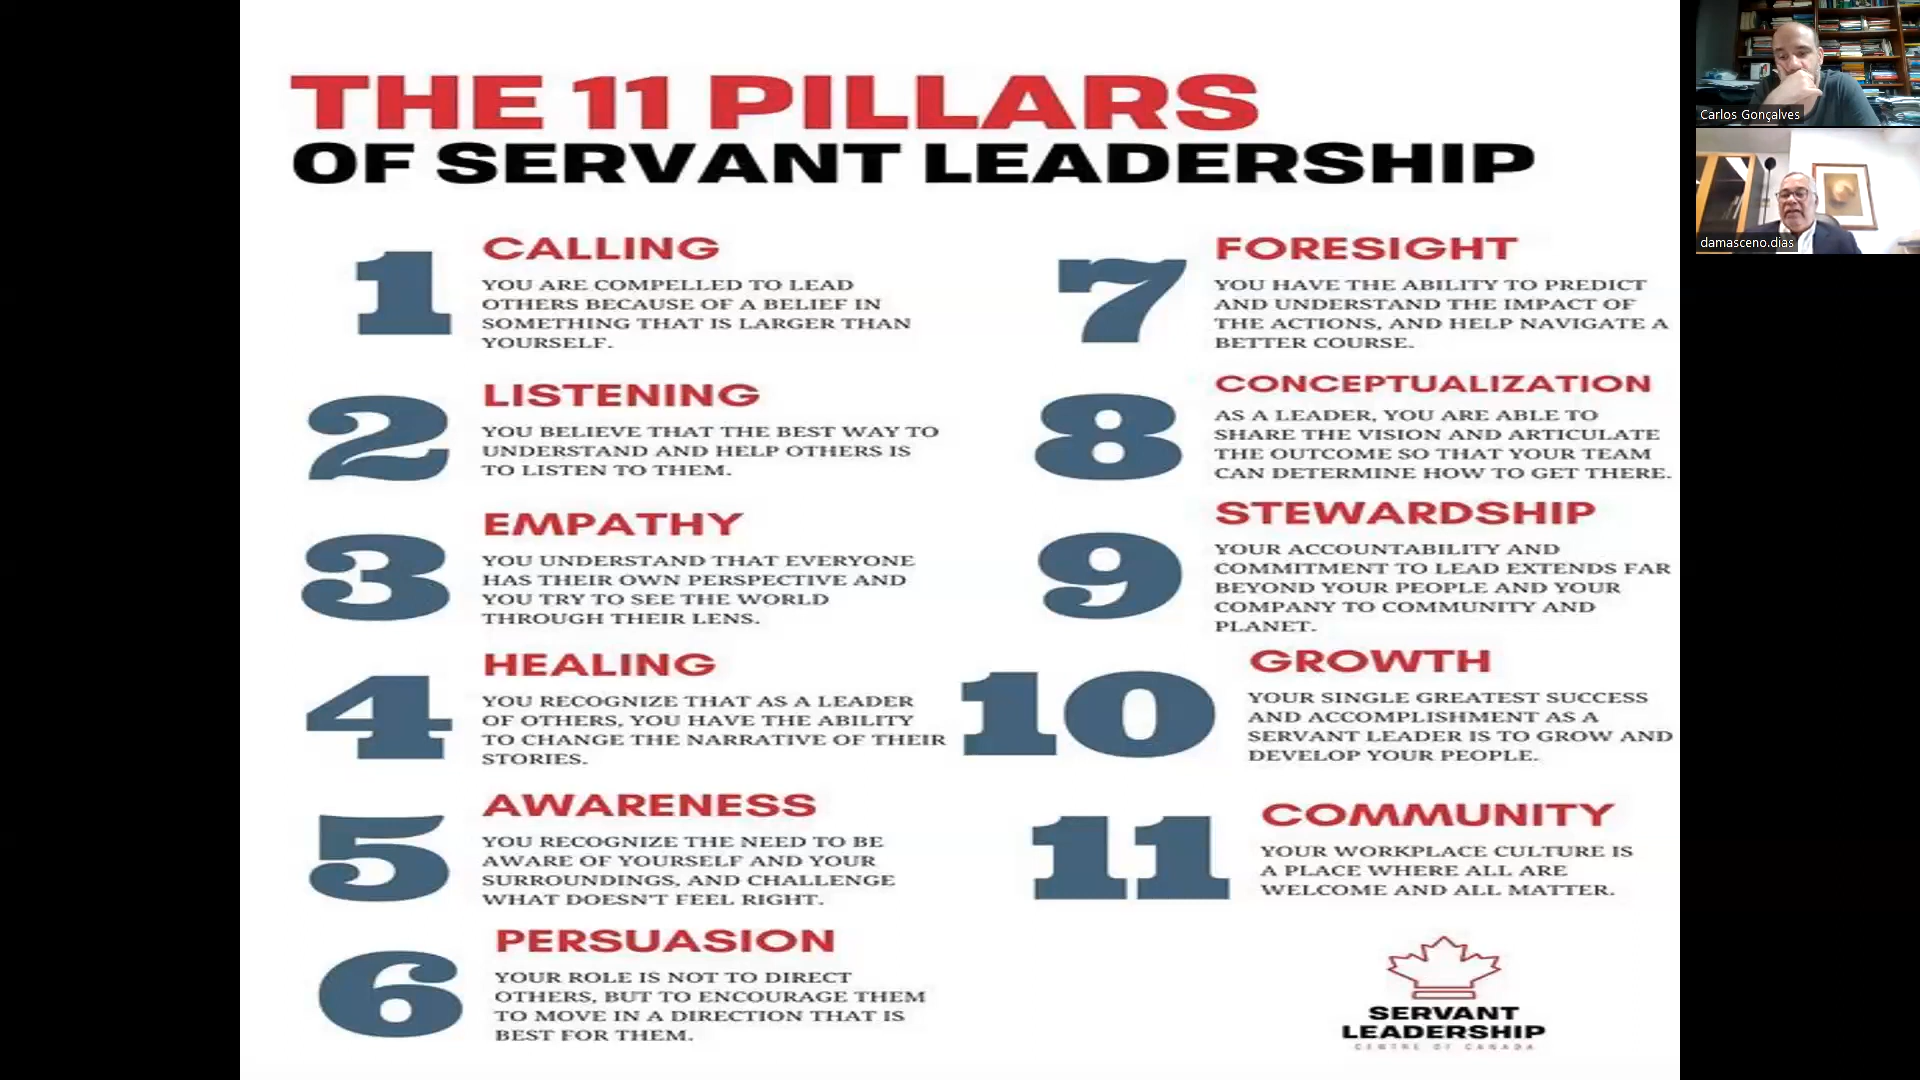 THE 11 PILLARS
OF SERVANT LEADERSHIP
1
CALLING
YOU ARE COMPELLED TO LEAD
OTHERS BECAUSE OF A BELIEF IN
SOMETHING THAT IS LARGER THAN
YOURSELF.
2
LISTENING
YOU BELIEVE THAT THE BEST WAY TO
UNDERSTAND AND HELP OTHERS IS
TO LISTEN TO THEM.
3
EMPATHY
YOU UNDERSTAND THAT EVERYONE
HAS THEIR OWN PERSPECTIVE AND
YOU TRY TO SEE THE WORLD
THROUGH THEIR LENS.
4
HEALING
YOU RECOGNIZE THAT AS A LEADER
OF OTHERS, YOU HAVE THE ABILITY
TO CHANGE THE NARRATIVE OF THEIR
STORIES.
5
AWARENESS
YOU RECOGNIZE THE NEED TO BE
AWARE OF YOURSELF AND YOUR
SURROUNDINGS, AND CHALLENGE
WHAT DOESN'T FEEL RIGHT.
6
PERSUASION
YOUR ROLE IS NOT TO DIRECT
OTHERS, BUT TO ENCOURAGE THEM
TO MOVE IN A DIRECTION THAT IS
BEST FOR THEM.
7
FORESIGHT
YOU HAVE THE ABILITY TO PREDICT
AND UNDERSTAND THE IMPACT OF
THE ACTIONS, AND HELP NAVIGATE A
BETTER COURSE.
8
CONCEPTUALIZATION
AS A LEADER, YOU ARE ABLE TO
SHARE THE VISION AND ARTICULATE
THE OUTCOME SO THAT YOUR TEAM
CAN DETERMINE HOW TO GET THERE.
9
STEWARDSHIP
YOUR ACCOUNTABILITY AND
COMMITMENT TO LEAD EXTENDS FAR
BEYOND YOUR PEOPLE AND YOUR
COMPANY TO COMMUNITY AND
PLANET.
10
GROWTH
YOUR SINGLE GREATEST SUCCESS
AND ACCOMPLISHMENT AS A
SERVANT LEADER IS TO GROW AND
DEVELOP YOUR PEOPLE.
11
COMMUNITY
YOUR WORKPLACE CULTURE IS
A PLACE WHERE ALL ARE
WELCOME AND ALL MATTER.
SERVANT
LEADERSHIP
CENTRE OF CANADA
Carlos Gonçalves
damasceno.dias